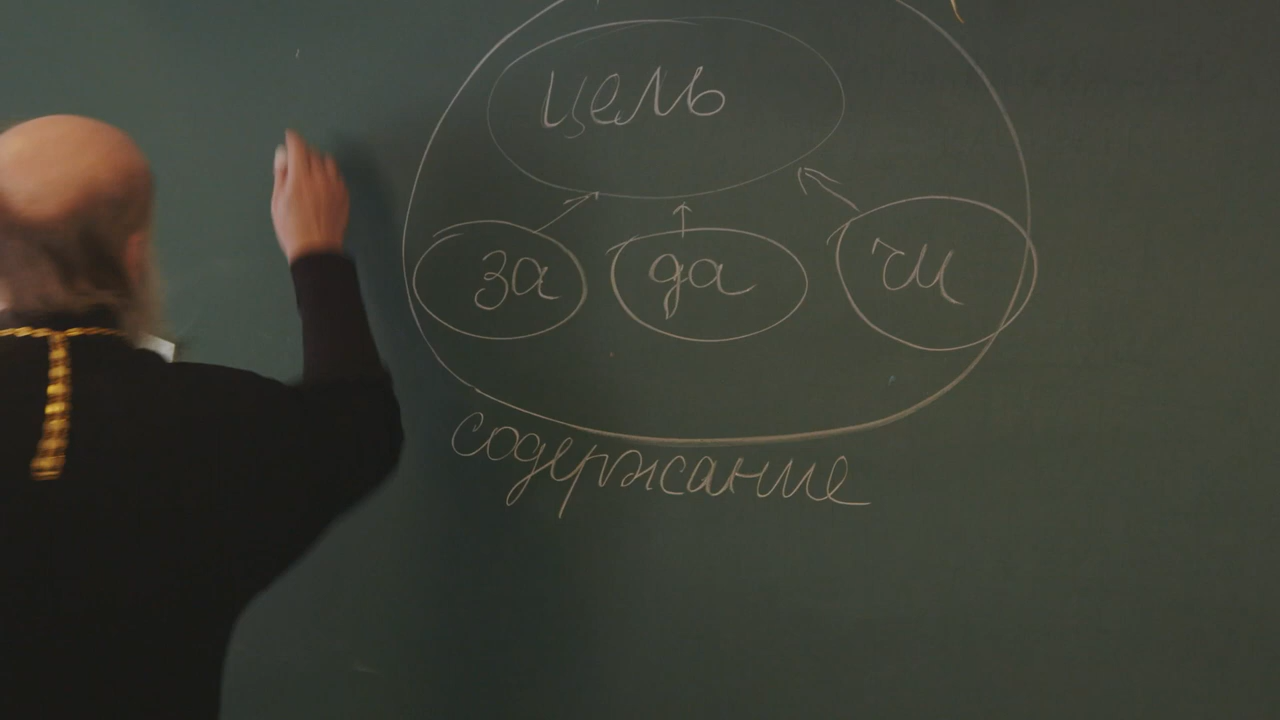 цель
за да чи
содержание